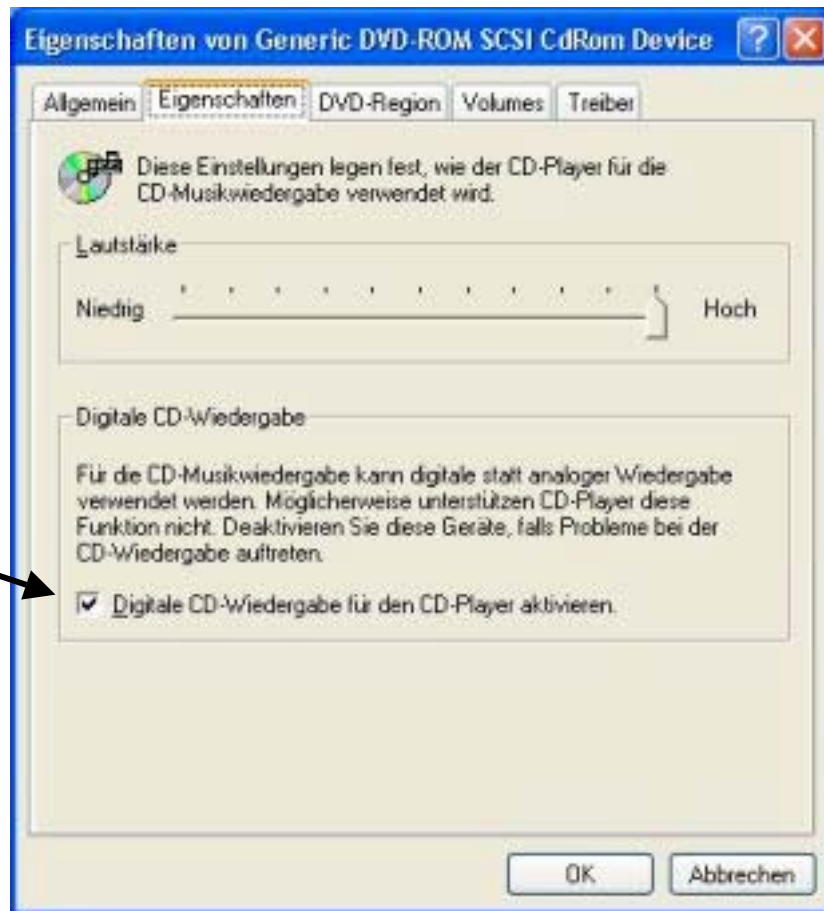 Eigenschaften von Generic DVD-ROM SCSI CdRom Device
Allgemein Eigenschaften DVD-Region Volumes Treiber
Diese Einstellungen legen fest, wie der CD-Player für die
CD-Musikwiedergabe verwendet wird.
Lautstärke
Niedrig Hoch
Digitale CD-Wiedergabe
Für die CD-Musikwiedergabe kann digitale statt analoger Wiedergabe
verwendet werden. Möglicherweise unterstützen CD-Player diese
Funktion nicht. Deaktivieren Sie diese Geräte, falls Probleme bei der
CD-Wiedergabe auftreten.
Digitale CD-Wiedergabe für den CD-Player aktivieren.
OK Abbrechen